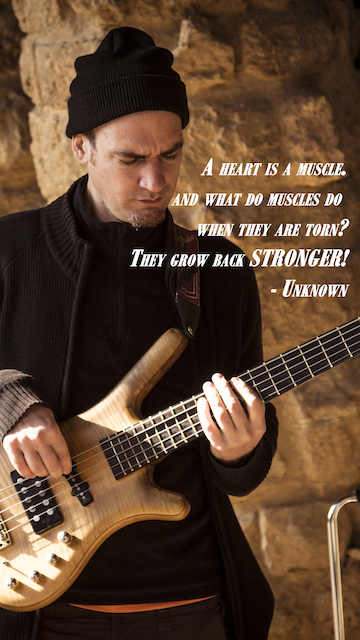 A heart is a muscle.
and what do muscles do
when they are torn?
They grow back STRONGER!
- Unknown